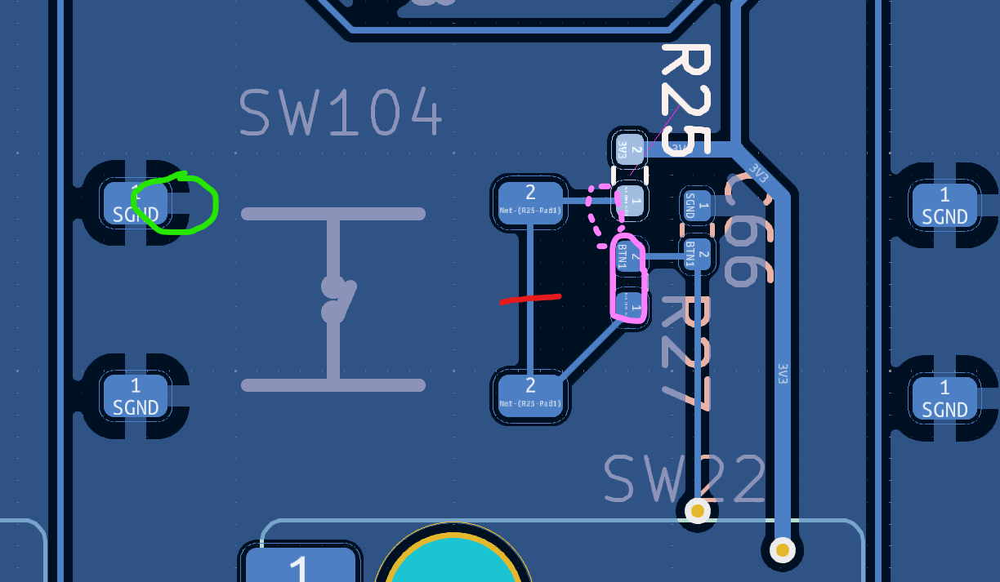 R25
SW104
2
3V3
3V3
3V3
1
SGND
2
Net-(R25-Pad1)
1
1
SGND
1
SGND
C66
2
BTN1
2
BTN1
1
R27
3V3
1
SGND
2
Net-(R25-Pad1)
1
SGND
SW22
1